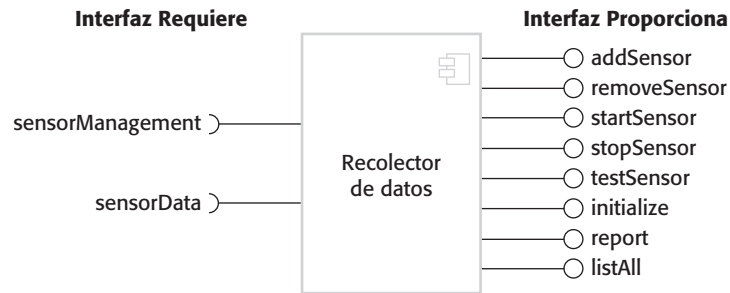 Interfaz Requiere
Interfaz Proporciona
addSensor
removeSensor
startSensor
stopSensor
testSensor
initialize
report
listAll
sensorManagement
sensorData
Recolector
de datos